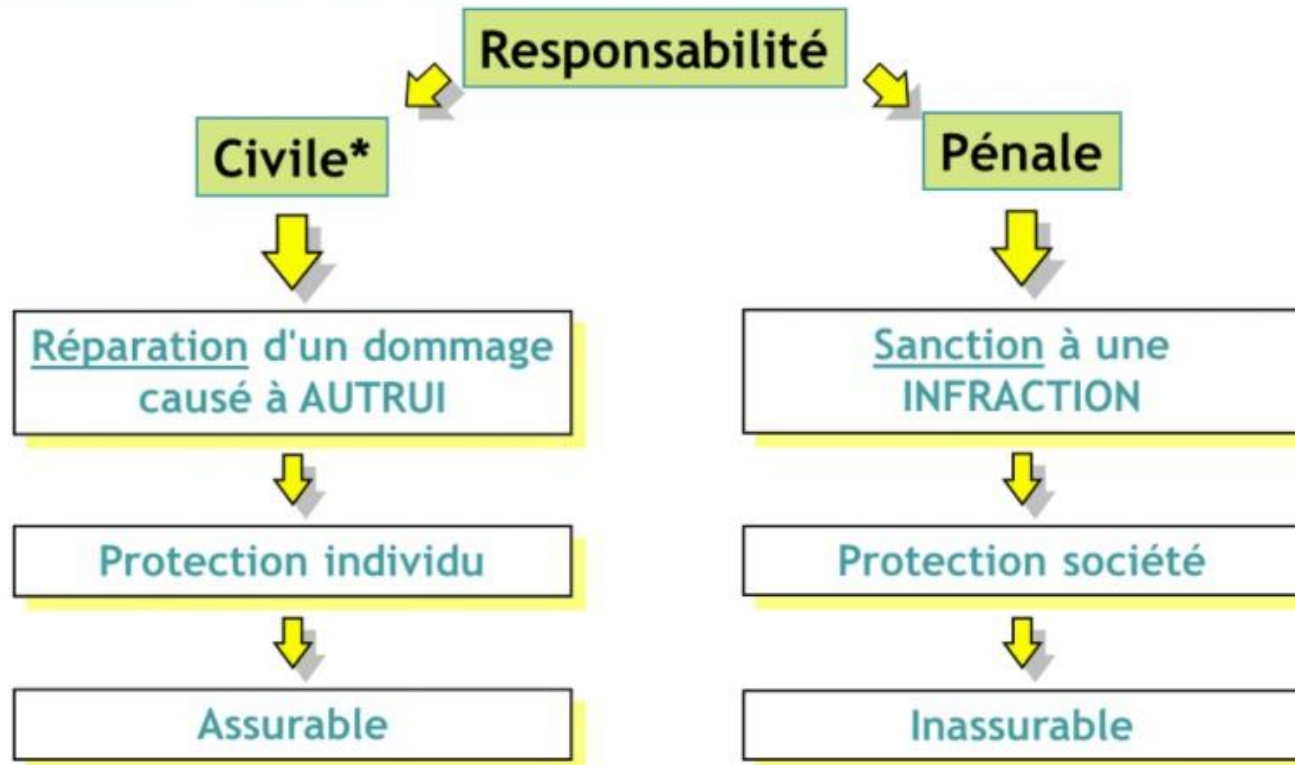 Responsabilité
Civile*
Pénale
Réparation d'un dommage
causé à AUTRUI
Sanction à une
INFRACTION
Protection individu
Protection société
Assurable
Inassurable